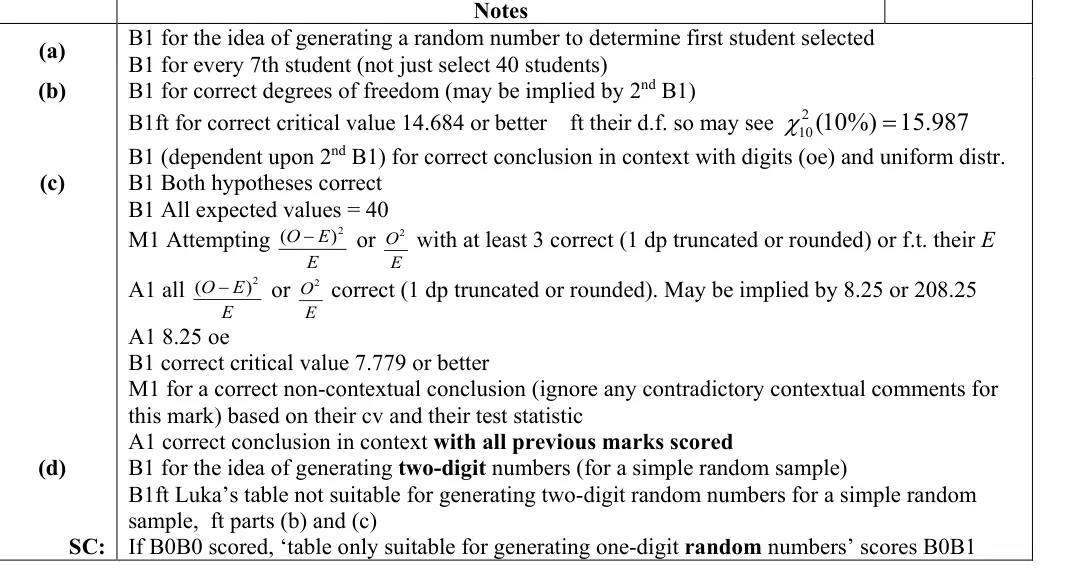 Notes
(a) B1 for the idea of generating a random number to determine first student selected
B1 for every 7th student (not just select 40 students)
(b) B1 for correct degrees of freedom (may be implied by 2nd B1)
B1ft for correct critical value 14.684 or better ft their d.f. so may see χ²₁₀(10%) = 15.987
B1 (dependent upon 2nd B1) for correct conclusion in context with digits (oe) and uniform distr.
(c) B1 Both hypotheses correct
B1 All expected values = 40
M1 Attempting (O – E)²/E or O²/E with at least 3 correct (1 dp truncated or rounded) or f.t. their E
A1 all (O – E)²/E or O²/E correct (1 dp truncated or rounded). May be implied by 8.25 or 208.25
A1 8.25 oe
B1 correct critical value 7.779 or better
M1 for a correct non-contextual conclusion (ignore any contradictory contextual comments for
this mark) based on their cv and their test statistic
A1 correct conclusion in context with all previous marks scored
(d) B1 for the idea of generating two-digit numbers (for a simple random sample)
B1ft Luka’s table not suitable for generating two-digit random numbers for a simple random
sample, ft parts (b) and (c)
SC: If B0B0 scored, ‘table only suitable for generating one-digit random numbers’ scores B0B1